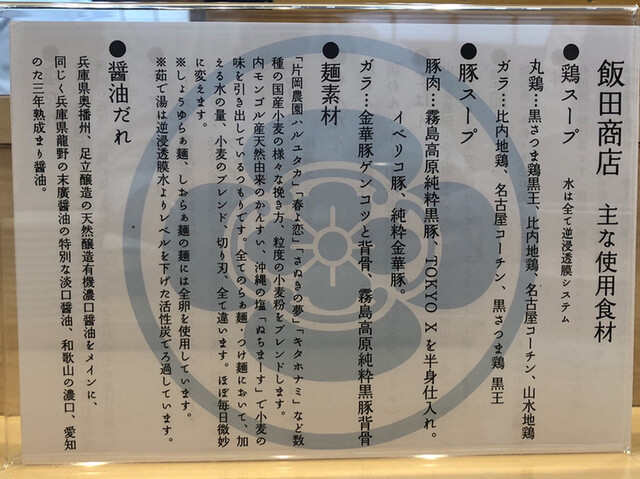 飯田商店　主な使用食材
●鶏スープ　水は全て逆浸透膜システム
丸鶏…黒さつま鶏黒王、比内地鶏、名古屋コーチン、山水地鶏
ガラ…比内地鶏、名古屋コーチン、黒さつま鶏 黒王
●豚スープ
豚肉…霧島高原純粋黒豚、TOKYO Xを半身仕入れ。
イベリコ豚、純粋金華豚。
ガラ…金華豚ゲンコツと背骨、霧島高原純粋黒豚背骨
●麺素材
「片岡農園、ハルユタカ」「春よ恋」「さぬきの夢」「キタホナミ」など数
種の国産小麦の様々な挽き方、粒度の小麦粉をブレンドします。
内モンゴル産天然由来のかんすい、沖縄の塩「ぬちまーす」で小麦の
味を引き出しているつもりです。全てのらぁ麺、つけ麺において、加
える水の量、小麦のブレンド、切り刃、全て違います。ほぼ毎日微妙
に変えます。
※しょうゆらぁ麺、しおらぁ麺の麺には全卵を使用しています。
※茹で湯は逆浸透膜水よりレベルを下げた活性炭でろ過しています。
●醤油だれ
兵庫県奥播州、足立醸造の天然醸造有機濃口醤油をメインに、
同じく兵庫県龍野の末廣醤油の特別な淡口醤油、和歌山の濃口、愛知
のた三年熟成まり醤油。